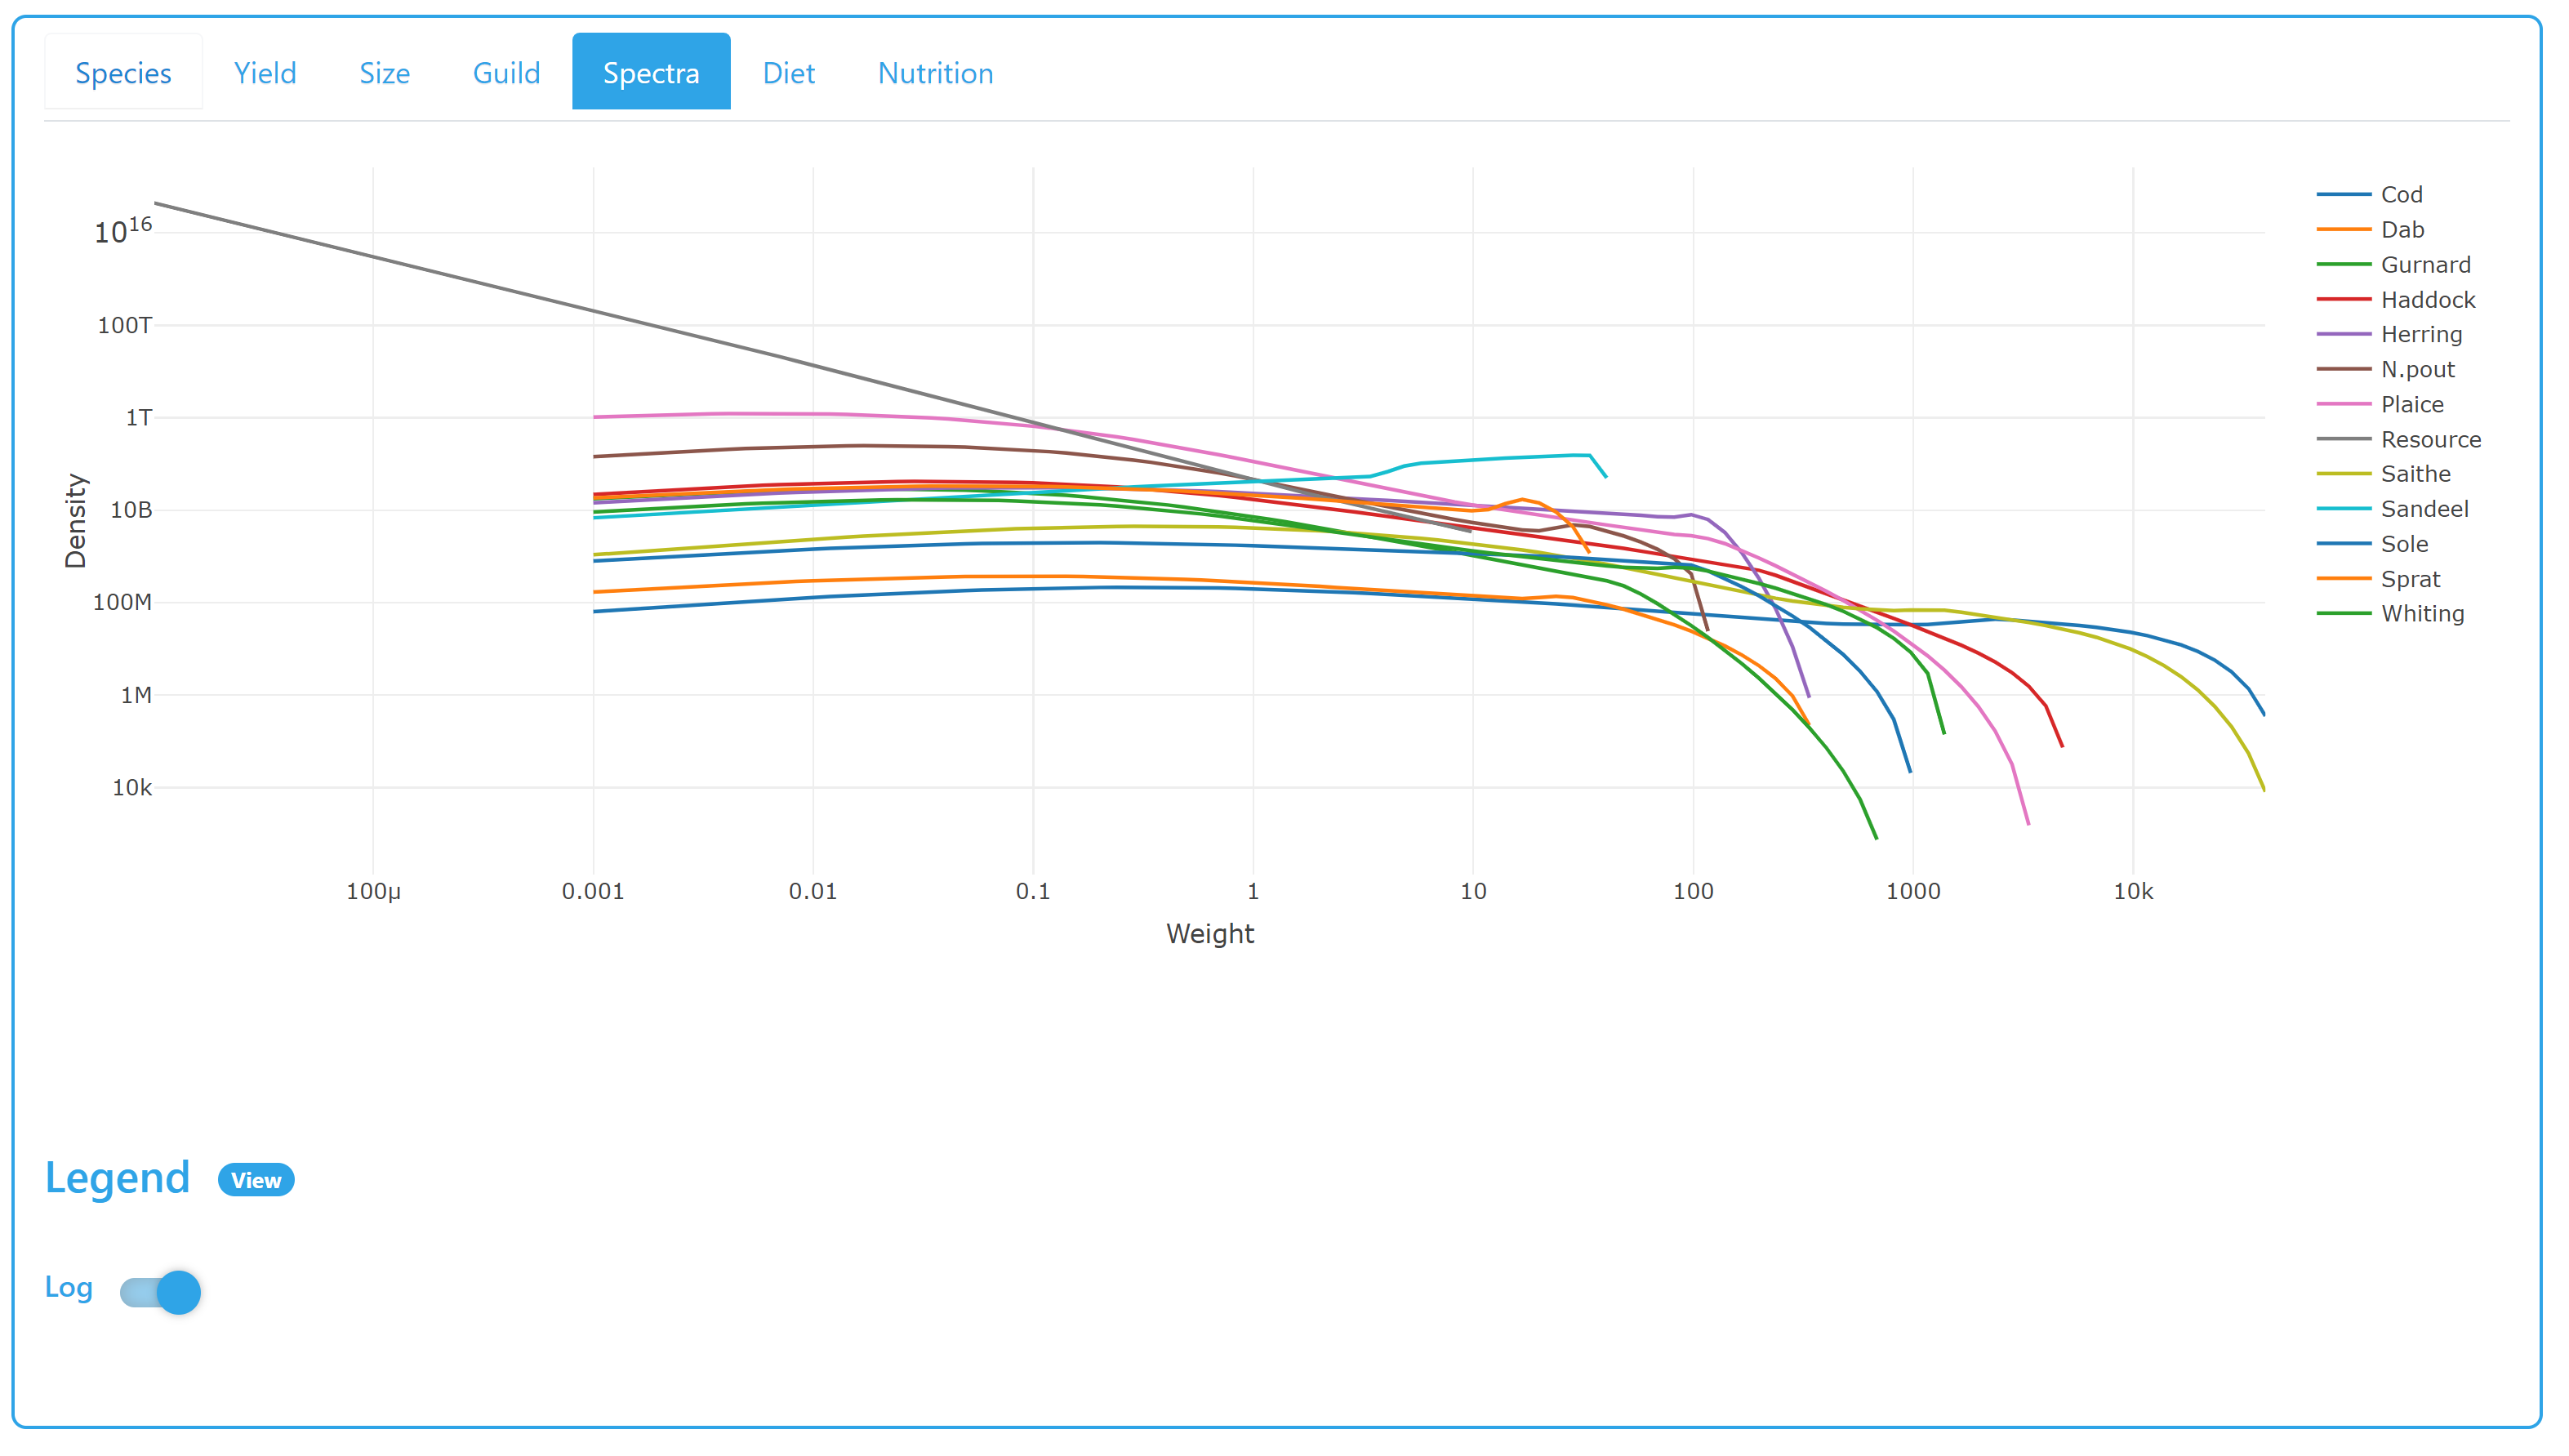 Species Yield Size Guild Spectra Diet Nutrition
10^16
100T
1T
10B
100M
1M
10k
Density
100μ 0.001 0.01 0.1 1 10 100 1000 10k
Weight
Cod
Dab
Gurnard
Haddock
Herring
N.pout
Plaice
Resource
Saithe
Sandeel
Sole
Sprat
Whiting
Legend View
Log